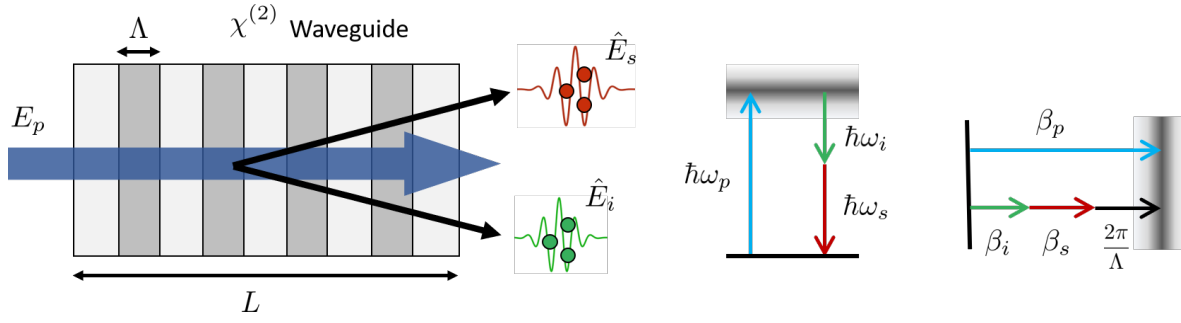 Λ
χ⁽²⁾ Waveguide
E_p
Ê_s
Ê_i
L
ħω_p
ħω_i
ħω_s
β_p
β_i
β_s
2π/Λ